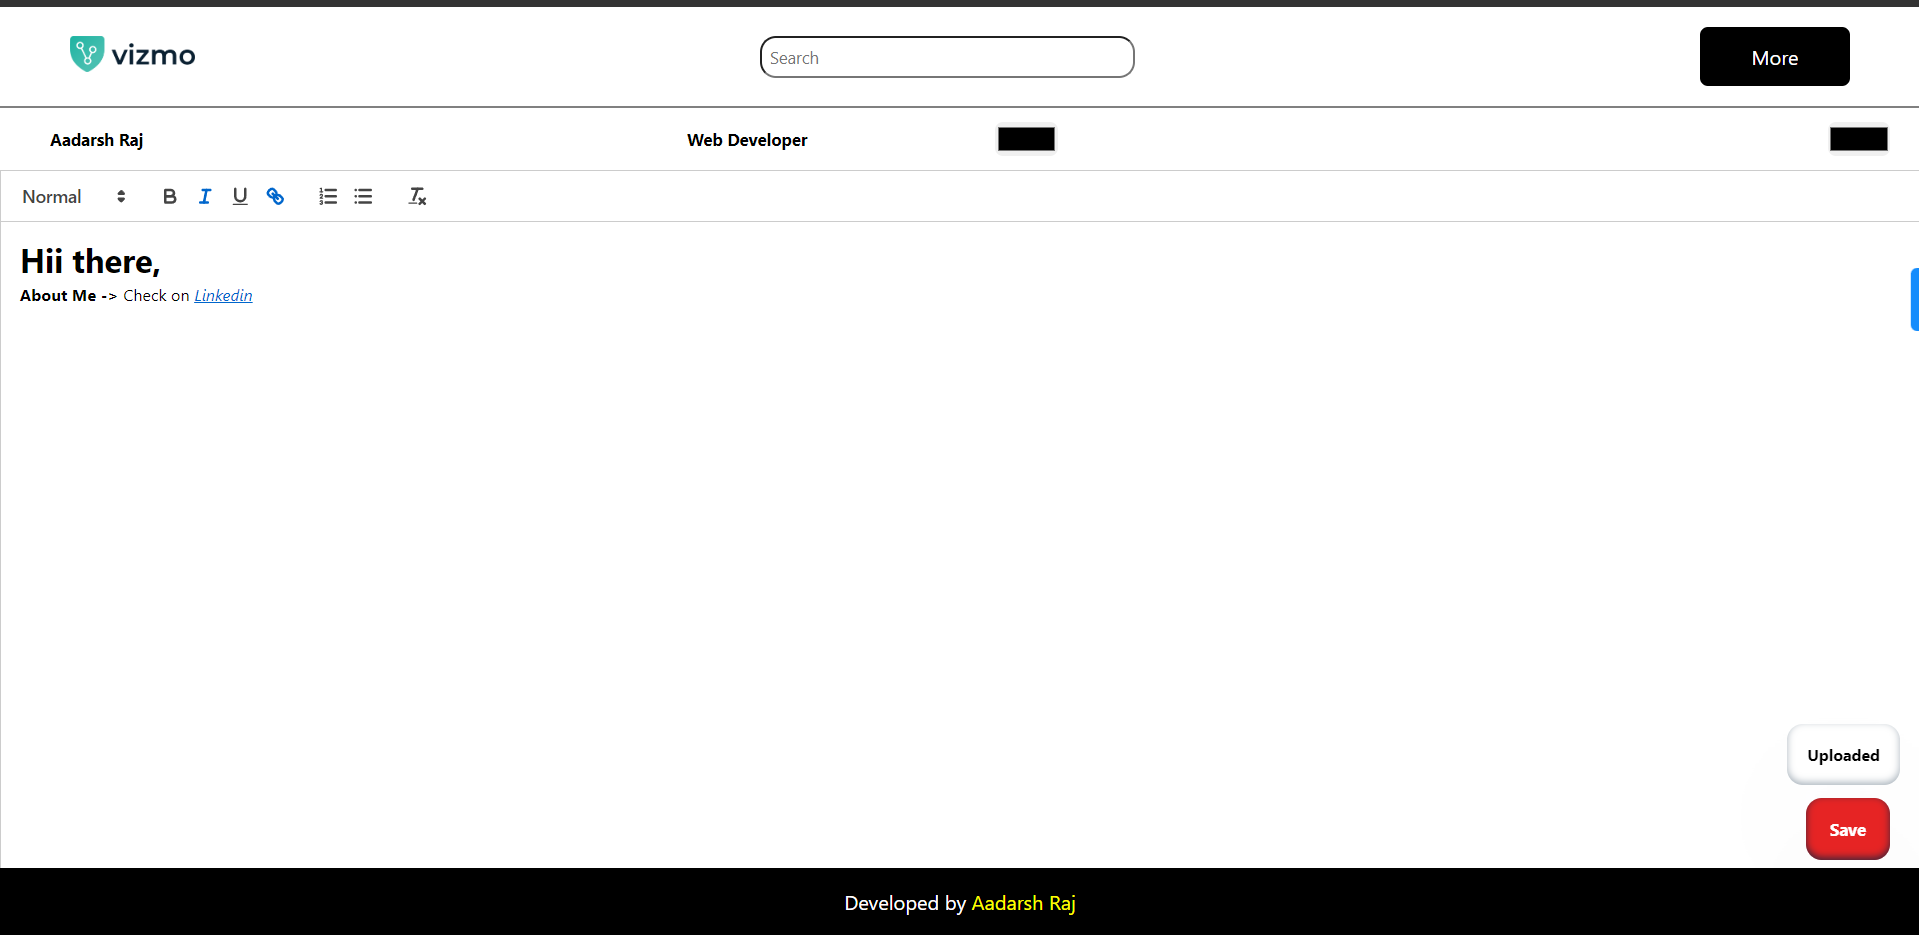 vizmo
Search
More
Aadarsh Raj
Web Developer
Normal
Hii there,
About Me -> Check on Linkedin
Uploaded
Save
Developed by Aadarsh Raj